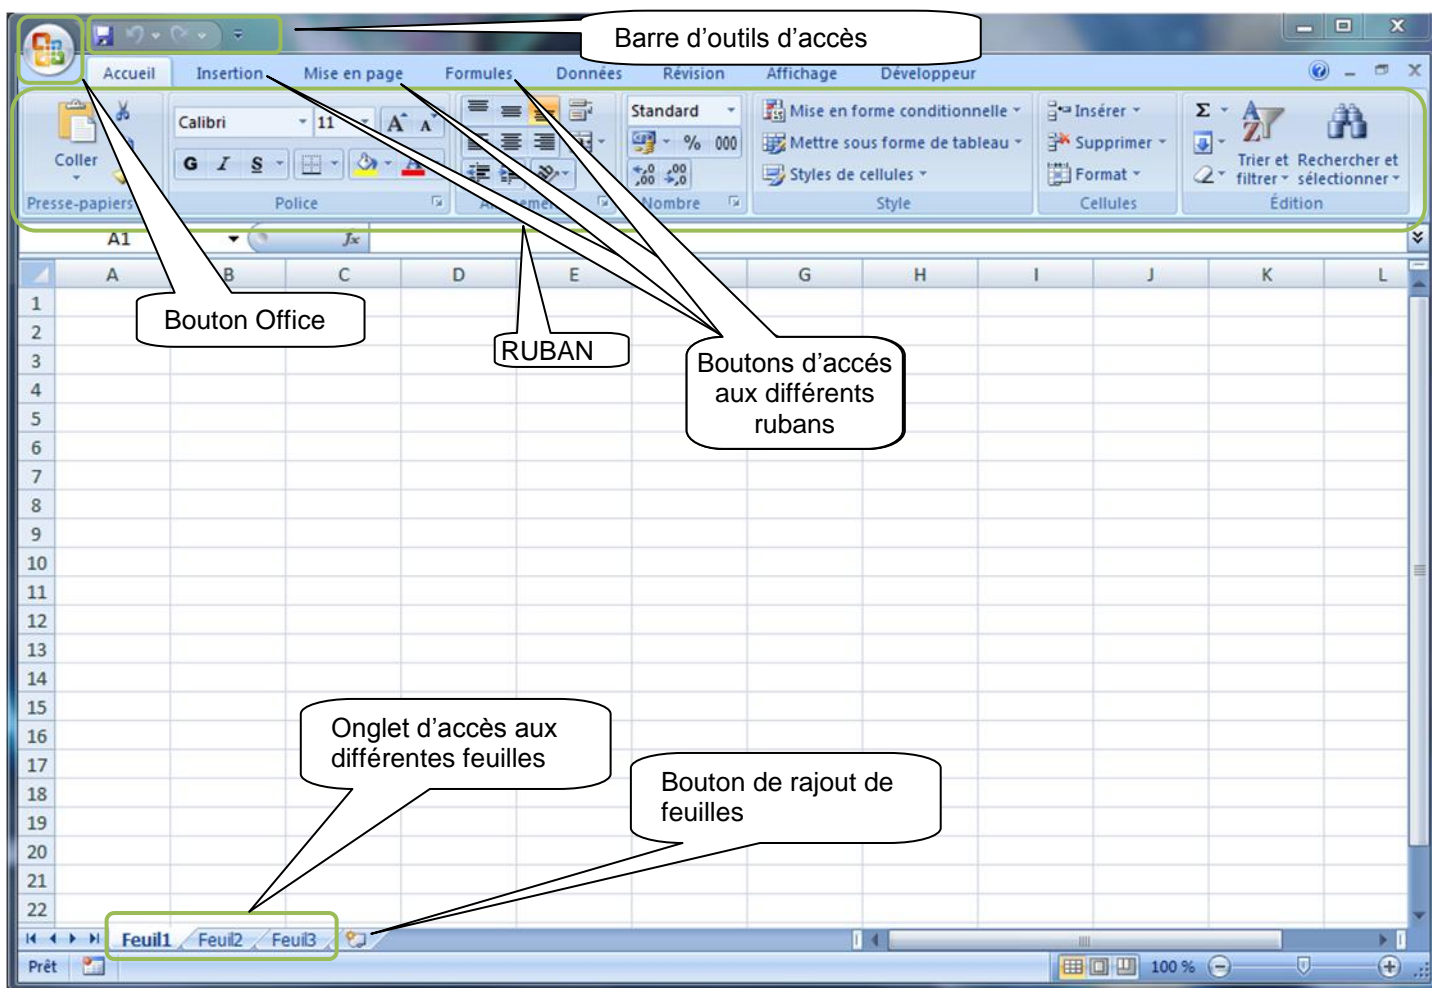 Barre d’outils d’accès
Accueil Insertion Mise en page Formules Données Révision Affichage Développeur
Calibri 11 A A Standard Mise en forme conditionnelle Insérer Σ A Z
Coller % 000 Mettre sous forme de tableau Supprimer Trier et filtrer Rechercher et sélectionner
G I S A ,00 ,0 Styles de cellules Format
Presse-papiers Police Nombre Style Cellules Édition
A1 fx
A B C D E G H I J K L
1
Bouton Office
2
RUBAN
3
Boutons d’accés
aux différents
rubans
4
5
6
7
8
9
10
11
12
13
14
15
Onglet d’accès aux
différentes feuilles
16
17
Bouton de rajout de
feuilles
18
19
20
21
22
Feuil1 Feuil2 Feuil3
Prêt 100 %